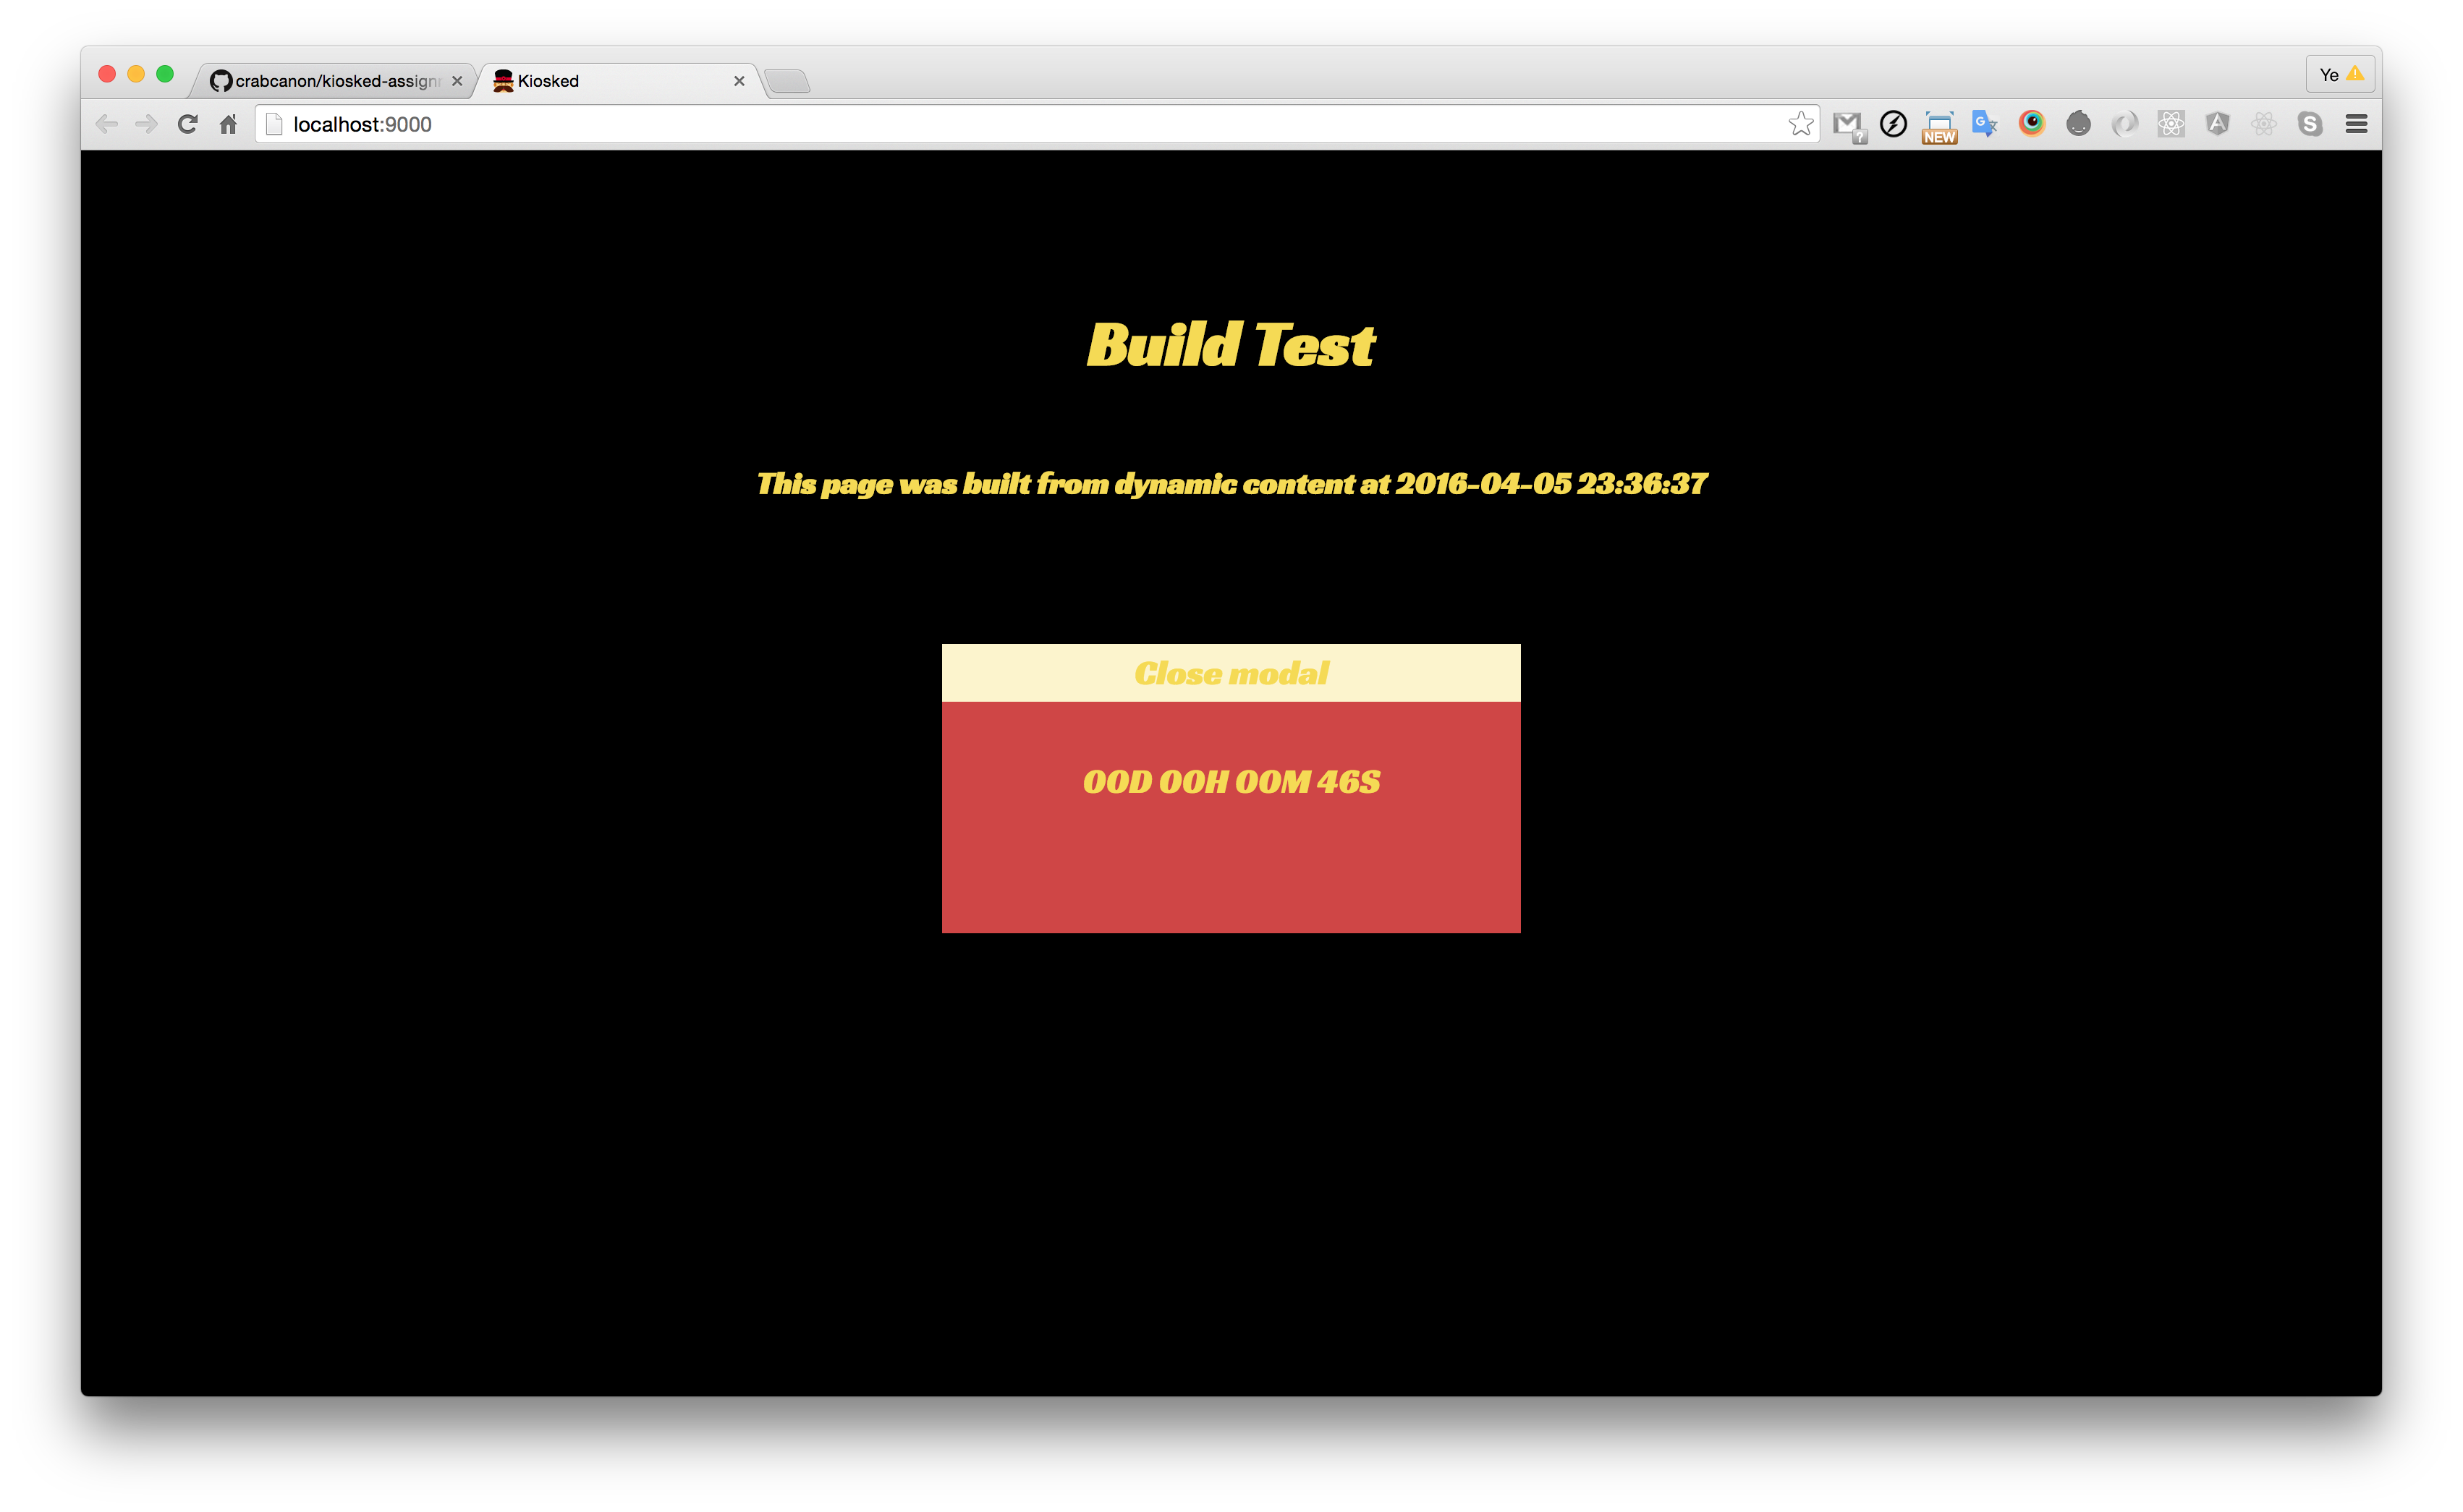 crabcanon/kiosked-assign
Kiosked
Ye
localhost:9000
NEW
Build Test
This page was built from dynamic content at 2016-04-05 23:36:37
Close modal
00D 00H 00M 46S